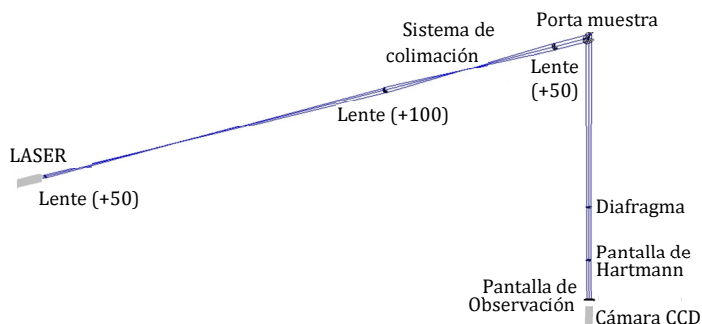 Porta muestra
Sistema de
colimación
Lente
(+50)
Lente (+100)
LASER
Lente (+50)
Diafragma
Pantalla de
Hartmann
Pantalla de
Observación
Cámara CCD